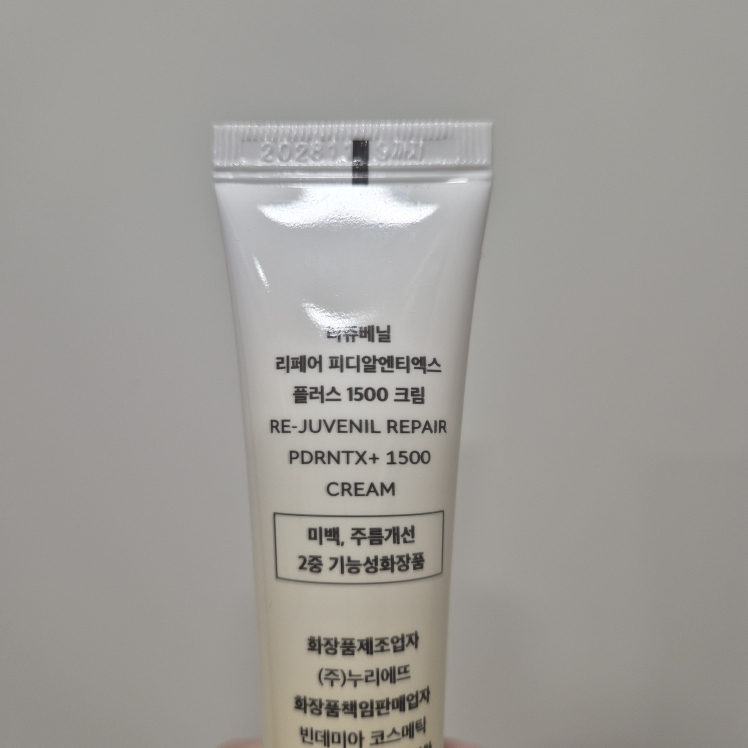 리쥬베닐
리페어 피디알엔티엑스
플러스 1500 크림
RE-JUVENIL REPAIR
PDRNTX+ 1500
CREAM
미백, 주름개선
2중 기능성화장품
화장품제조업자
(주)누리에뜨
화장품책임판매업자
빈데미아 코스메틱